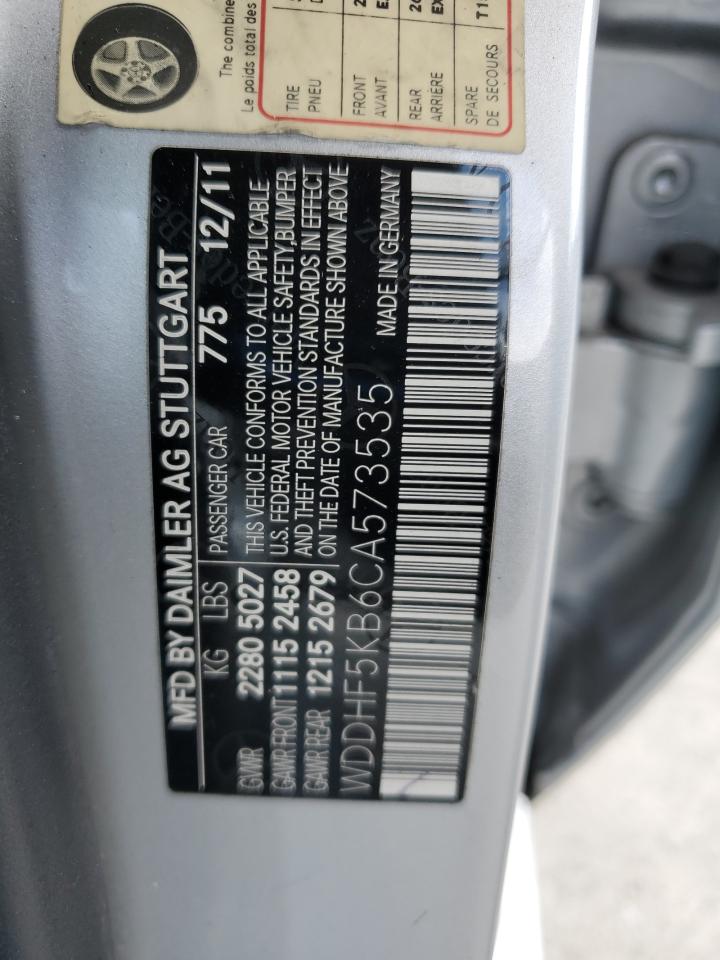 The combine
Le poids total des
TIRE
PNEU
FRONT
AVANT
REAR
ARRIÈRE
SPARE
DE SECOURS
MFD BY DAIMLER AG STUTTGART
KG LBS PASSENGER CAR 775 12/11
GVWR 2280 5027
GAWR FRONT 1115 2458
GAWR REAR 1215 2679
THIS VEHICLE CONFORMS TO ALL APPLICABLE
U.S. FEDERAL MOTOR VEHICLE SAFETY, BUMPER
AND THEFT PREVENTION STANDARDS IN EFFECT
ON THE DATE OF MANUFACTURE SHOWN ABOVE
WDDHF5KB6CA573535 MADE IN GERMANY